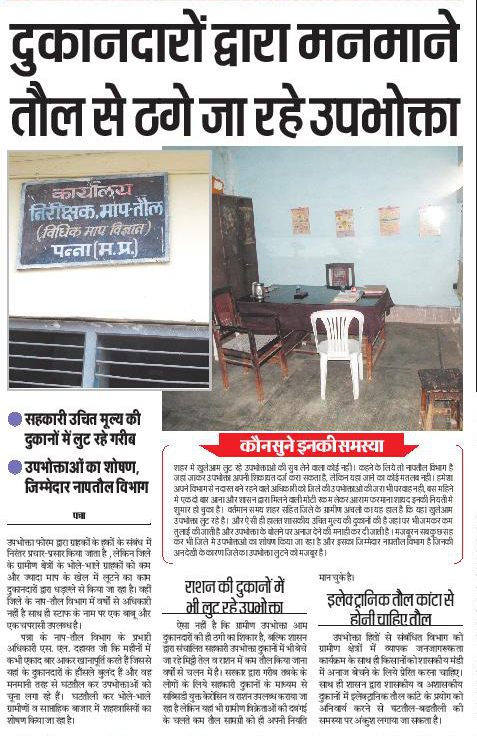 दुकानदारों द्वारा मनमाने
तौल से ठगे जा रहे उपभोक्ता
कार्यालय
निरीक्षक, माप-तौल
(विधिक माप विज्ञान)
पन्ना (म.प्र.)
सहकारी उचित मूल्य की
दुकानों में लुट रहे गरीब
उपभोक्ताओं का शोषण,
जिम्मेदार नापतौल विभाग
पन्ना
उपभोक्ता फोरम द्वारा ग्राहकों के हकों के संबंध में
निरंतर प्रचार-प्रसार किया जाता है, लेकिन जिले
के ग्रामीण क्षेत्रों के भोले-भाले ग्राहकों को कम
और ज्यादा माप के खेल में लूटने का काम
दुकानदारों द्वारा धड़ल्ले से किया जा रहा है। वहीं
जिले के नाप-तौल विभाग में वर्षों से अधिकारी
नहीं है साथ ही स्टाफ के नाम पर एक बाबू और
एक चपरासी उपलब्ध है।
पन्ना के नाप-तौल विभाग के प्रभारी
अधिकारी एस. एल. दहायत जो कि महीनों में
कभी एकाद बार आकर खानापूर्ति करते हैं जिससे
यहां के दुकानदारों के हौंसले बुलंद हैं और वह
मनमानी तरह से घटतौल कर उपभोक्ताओं को
चूना लगा रहे हैं। घटतौली कर भोले-भाले
ग्रामीणों व साप्ताहिक बाजार में शहरवासियों का
शोषण किया जा रहा है।
कौन सुने इनकी समस्या
शहर में खुलेआम लुट रहे उपभोक्ताओं की सुध लेने वाला कोई नहीं। कहने के लिए तो नापतौल विभाग है
जहां जाकर उपभोक्ता अपनी शिकायत दर्ज करा सकता है, लेकिन यहां जाने का कोई मतलब नहीं। हमेशा
अपने विभाग से नदारत बने रहने वाले अधिकारी को जिले की उपभोक्ताओं की जरा भी परवाह नहीं, बस महिने
में एक दो बार आना और शासन द्वारा मिलने वाली मोटी रकम लेकर आराम फरमाना शायद इनकी नियती में
शुमार हो चुका है। वर्तमान समय शहर सहित जिले के ग्रामीण अंचलों का यह हाल है कि यहां खुलेआम
उपभोक्ता लुट रहे है। और ऐसे ही हालत शासकीय उचित मूल्य की दुकानों की है जहां पर भी जमकर कम
तुलाई की जाती है और उपभोक्ता के बोलने पर अनाज देने की मनाही कर दी जाती है। मजबूरन सब कुछ सह
कर भी जिले में उपभोक्ताओं का शोषण किया जा रहा है और इसका जिम्मेदार नापतौल विभाग है जिनकी
अनदेखी के कारण जिले का उपभोक्ता लुटने को मजबूर है।
राशन की दुकानों में
भी लुट रहे उपभोक्ता
ऐसा नहीं है कि ग्रामीण उपभोक्ता आम
दुकानदारों को ही ठगी का शिकार है, बल्कि शासन
द्वारा संचालित सहकारी दुकानों में भी बेचे
जा रहे मिट्टी तेल व राशन में कम तौल किया जाना
वर्षों से चलन में है। सरकार द्वारा गरीब तबके के
लोगों के लिये सहकारी दुकानों के माध्यम से
सब्सिडी युक्त केरोसिन व राशन उपलब्ध कराया जा
रहा है लेकिन यहां भी ग्रामीण विक्रेताओं की दबंगई
के चलते कम तौल सामग्री को ही अपनी नियति
मान चुके है।
इलेक्ट्रानिक तौल कांटा से
होनी चाहिए तौल
उपभोक्ता हितों से संबंधित विभाग को
ग्रामीण क्षेत्रों में व्यापक जनजागरूकता
कार्यक्रम के साथ ही किसानों को शासकीय मंडी
में अनाज बेचने के लिये प्रेरित करना चाहिए।
साथ ही शासन द्वारा शासकीय व अशासकीय
दुकानों में इलेक्ट्रानिक तौल कांटे के प्रयोग को
अनिवार्य करने से घटतौल-बढतौली की
समस्या पर अंकुश लगाया जा सकता है।